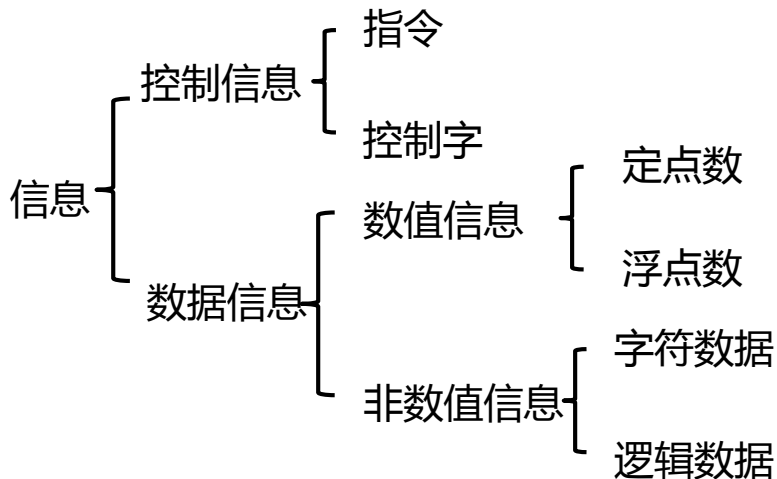 信息
控制信息
指令
控制字
数据信息
数值信息
定点数
浮点数
非数值信息
字符数据
逻辑数据